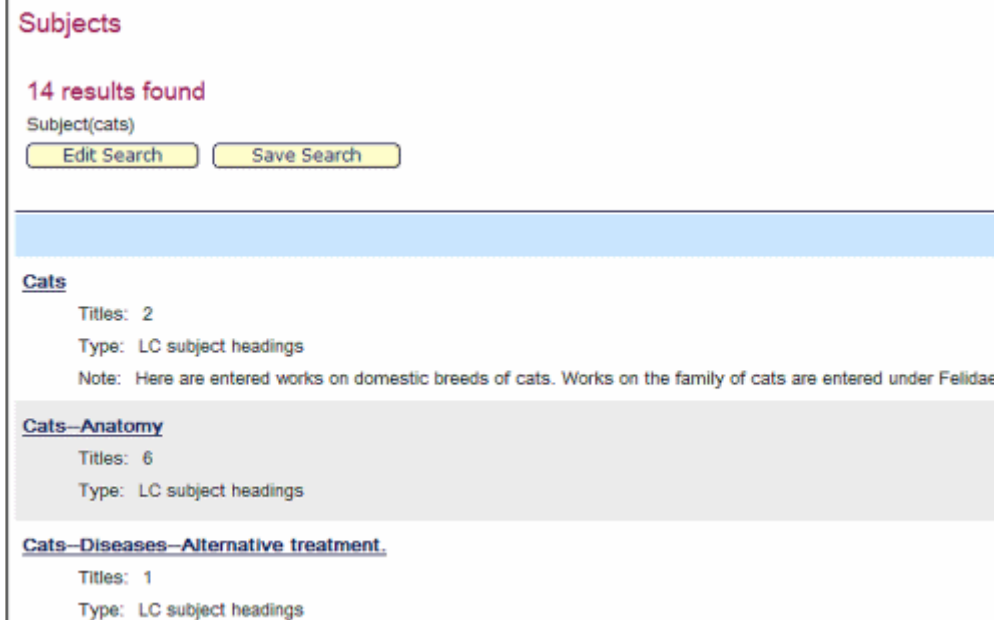 Subjects
14 results found
Subject(cats)
Edit Search Save Search
Cats
Titles: 2
Type: LC subject headings
Note: Here are entered works on domestic breeds of cats. Works on the family of cats are entered under Felidae
Cats--Anatomy
Titles: 6
Type: LC subject headings
Cats--Diseases--Alternative treatment.
Titles: 1
Type: LC subject headings